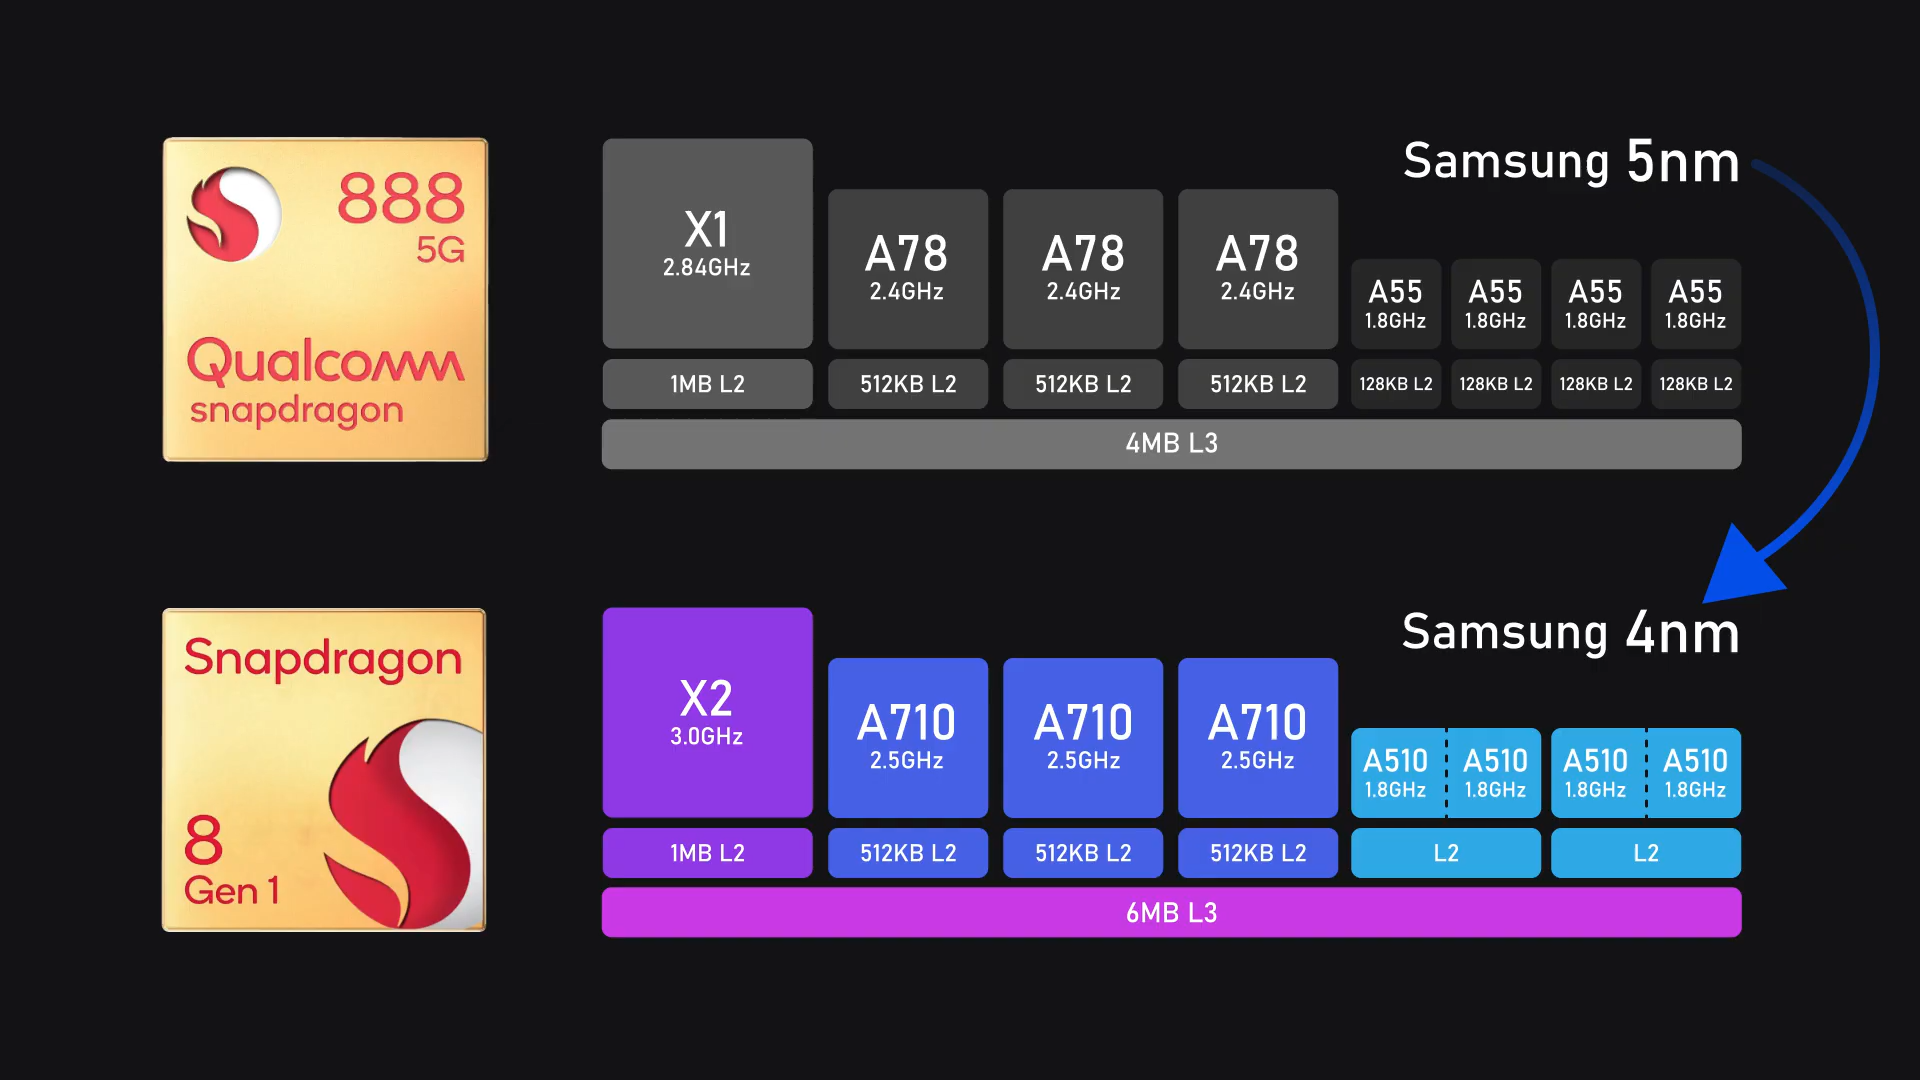 888
5G
Qualcomm
snapdragon
Samsung 5nm
X1
2.84GHz
A78
2.4GHz
A78
2.4GHz
A78
2.4GHz
A55
1.8GHz
A55
1.8GHz
A55
1.8GHz
A55
1.8GHz
1MB L2
512KB L2
512KB L2
512KB L2
128KB L2
128KB L2
128KB L2
128KB L2
4MB L3
Snapdragon
8
Gen 1
Samsung 4nm
X2
3.0GHz
A710
2.5GHz
A710
2.5GHz
A710
2.5GHz
A510
1.8GHz
A510
1.8GHz
A510
1.8GHz
A510
1.8GHz
1MB L2
512KB L2
512KB L2
512KB L2
L2
L2
6MB L3